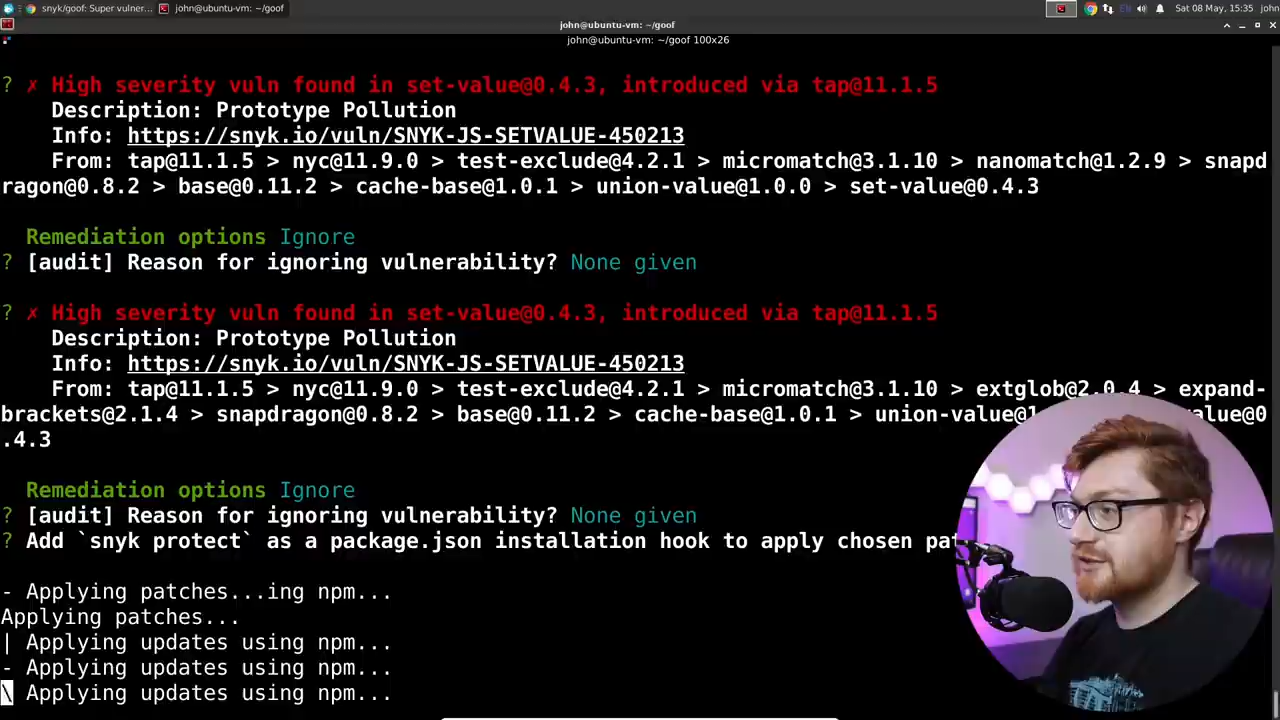 snyk/goof: Super vulner...
john@ubuntu-vm: ~/goof
EN
Sat 08 May, 15:35
john
john@ubuntu-vm: ~/goof
john@ubuntu-vm: ~/goof 100x26
? ✗ High severity vuln found in set-value@0.4.3, introduced via tap@11.1.5
Description: Prototype Pollution
Info: https://snyk.io/vuln/SNYK-JS-SETVALUE-450213
From: tap@11.1.5 > nyc@11.9.0 > test-exclude@4.2.1 > micromatch@3.1.10 > nanomatch@1.2.9 > snapd
ragon@0.8.2 > base@0.11.2 > cache-base@1.0.1 > union-value@1.0.0 > set-value@0.4.3
Remediation options Ignore
? [audit] Reason for ignoring vulnerability? None given
? ✗ High severity vuln found in set-value@0.4.3, introduced via tap@11.1.5
Description: Prototype Pollution
Info: https://snyk.io/vuln/SNYK-JS-SETVALUE-450213
From: tap@11.1.5 > nyc@11.9.0 > test-exclude@4.2.1 > micromatch@3.1.10 > extglob@2.0.4 > expand-
brackets@2.1.4 > snapdragon@0.8.2 > base@0.11.2 > cache-base@1.0.1 > union-value@1 value@0
.4.3
Remediation options Ignore
? [audit] Reason for ignoring vulnerability? None given
? Add `snyk protect` as a package.json installation hook to apply chosen pa
- Applying patches...ing npm...
Applying patches...
| Applying updates using npm...
- Applying updates using npm...
\ Applying updates using npm...